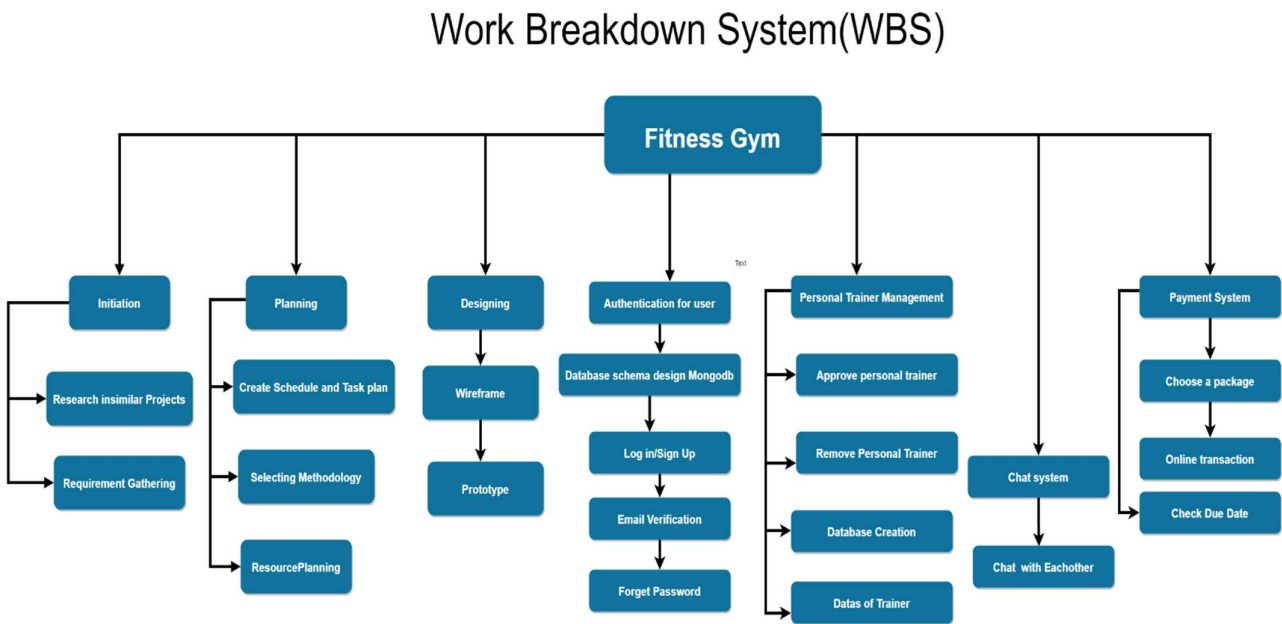 Work Breakdown System(WBS)
Fitness Gym
Text
Initiation
Research insimilar Projects
Requirement Gathering
Planning
Create Schedule and Task plan
Selecting Methodology
ResourcePlanning
Designing
Wireframe
Prototype
Authentication for user
Database schema design Mongodb
Log in/Sign Up
Email Verification
Forget Password
Personal Trainer Management
Approve personal trainer
Remove Personal Trainer
Database Creation
Datas of Trainer
Chat system
Chat with Eachother
Payment System
Choose a package
Online transaction
Check Due Date